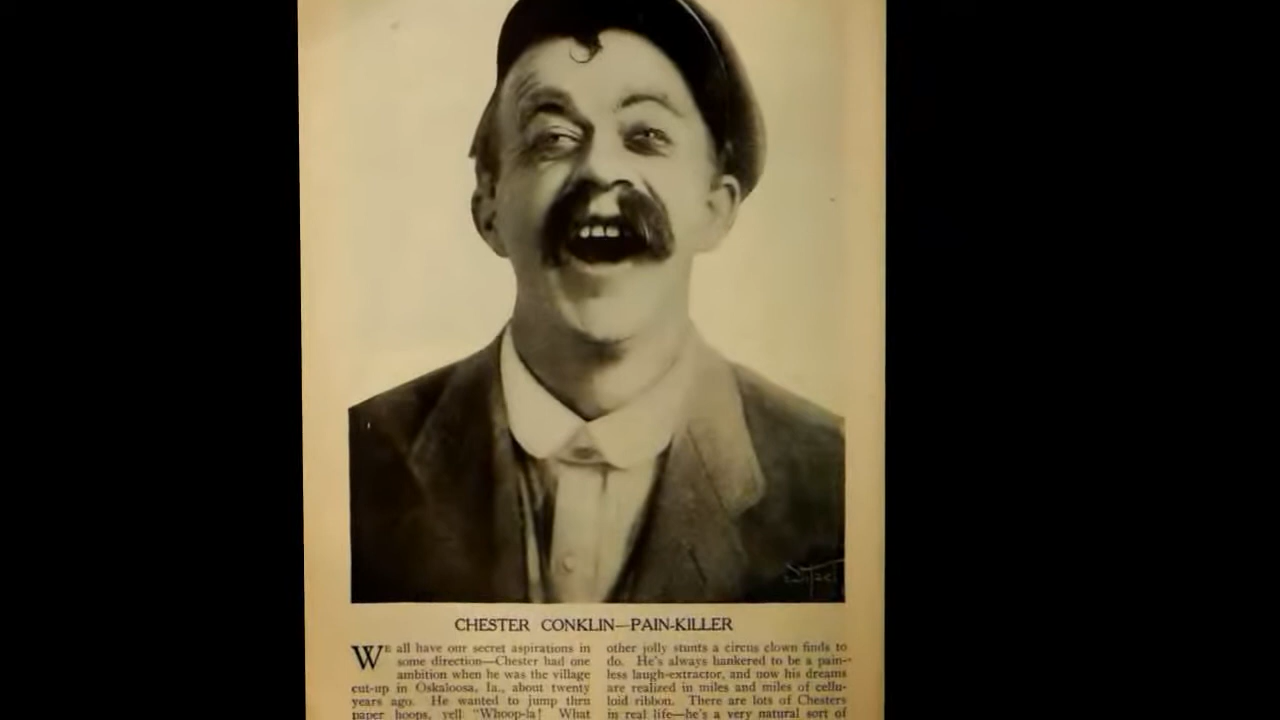 CHESTER CONKLIN—PAIN-KILLER
WE all have our secret aspirations in
some direction—Chester had one
ambition when he was the village
cut-up in Oskaloosa, Ia., about twenty
years ago. He wanted to jump thru
paper hoops, yell "Whoop-la! What
other jolly stunts a circus clown finds to
do. He's always hankered to be a pain-
less laugh-extractor, and now his dreams
are realized in miles and miles of cellu-
loid ribbon. There are lots of Chesters
in real life—he's a very natural sort of